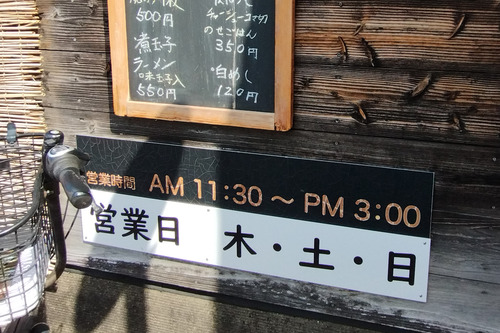 500円
煮玉子
ラーメン
味玉子入
550円
チャーシューコマ刀
のせごはん
350円
白めし
120円
営業時間 AM 11:30 ～ PM 3:00
営業日 木・土・日